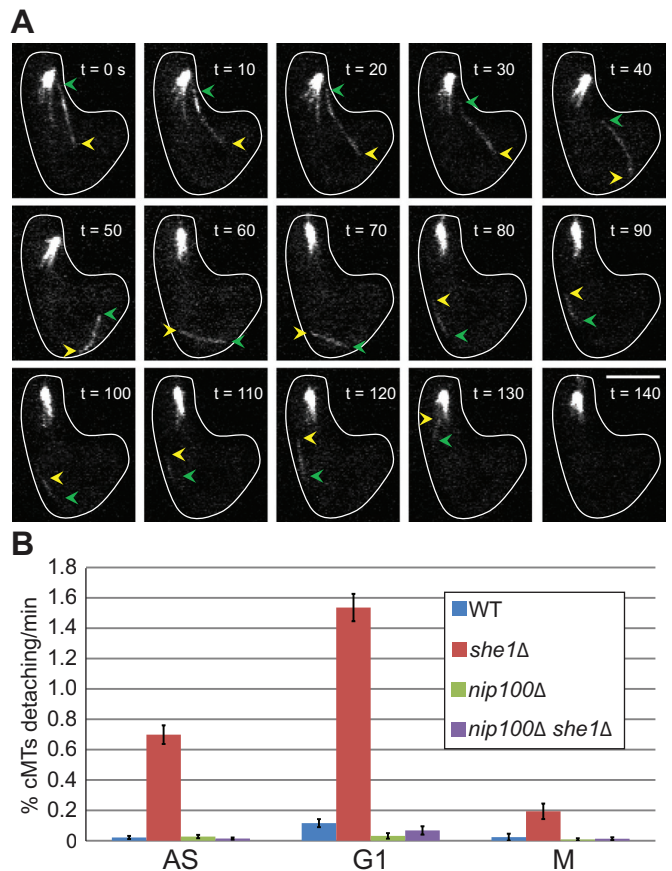 A
t = 0 s
t = 10
t = 20
t = 30
t = 40
t = 50
t = 60
t = 70
t = 80
t = 90
t = 100
t = 110
t = 120
t = 130
t = 140
B
% cMTs detaching/min
1.8
1.6
1.4
1.2
1.0
0.8
0.6
0.4
0.2
0
WT
she1Δ
nip100Δ
nip100Δ she1Δ
AS
G1
M